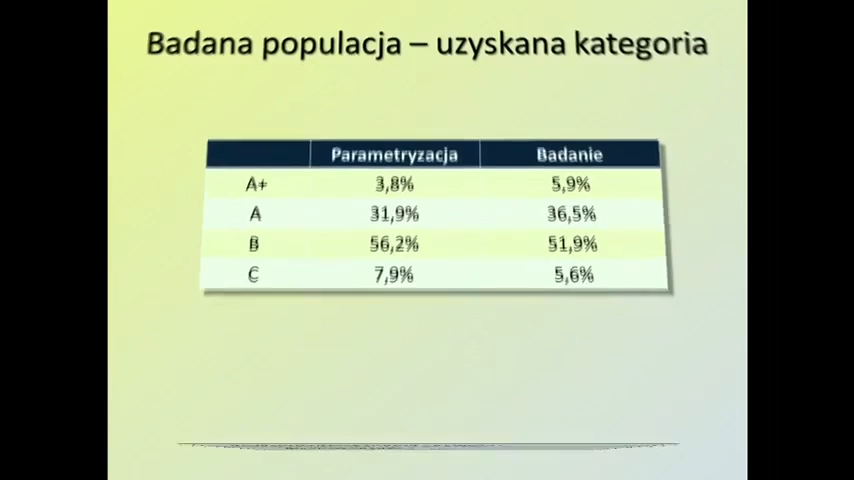 Badana populacja – uzyskana kategoria
Parametryzacja Badanie
A+ 3,8% 5,9%
A 31,9% 36,5%
B 56,2% 51,9%
C 7,9% 5,6%